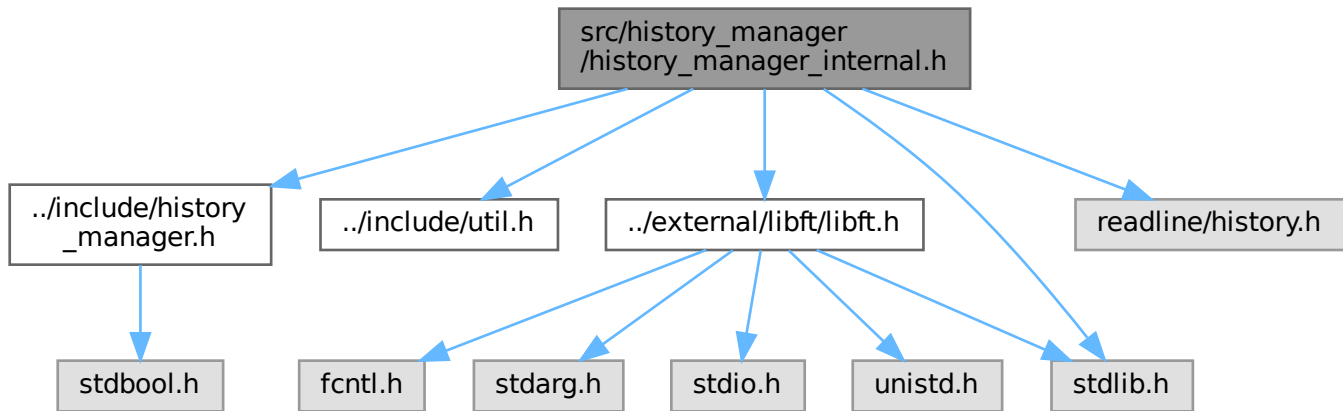 src/history_manager
/history_manager_internal.h
../include/history
_manager.h
../include/util.h
../external/libft/libft.h
readline/history.h
stdbool.h
fcntl.h
stdarg.h
stdio.h
unistd.h
stdlib.h